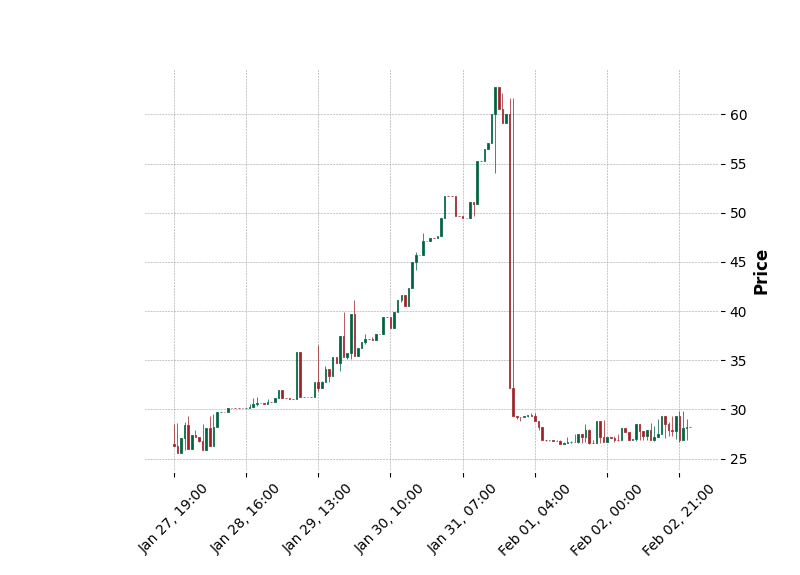 60
55
50
45
40
35
30
25
Price
Jan 27, 19:00
Jan 28, 16:00
Jan 29, 13:00
Jan 30, 10:00
Jan 31, 07:00
Feb 01, 04:00
Feb 02, 00:00
Feb 02, 21:00